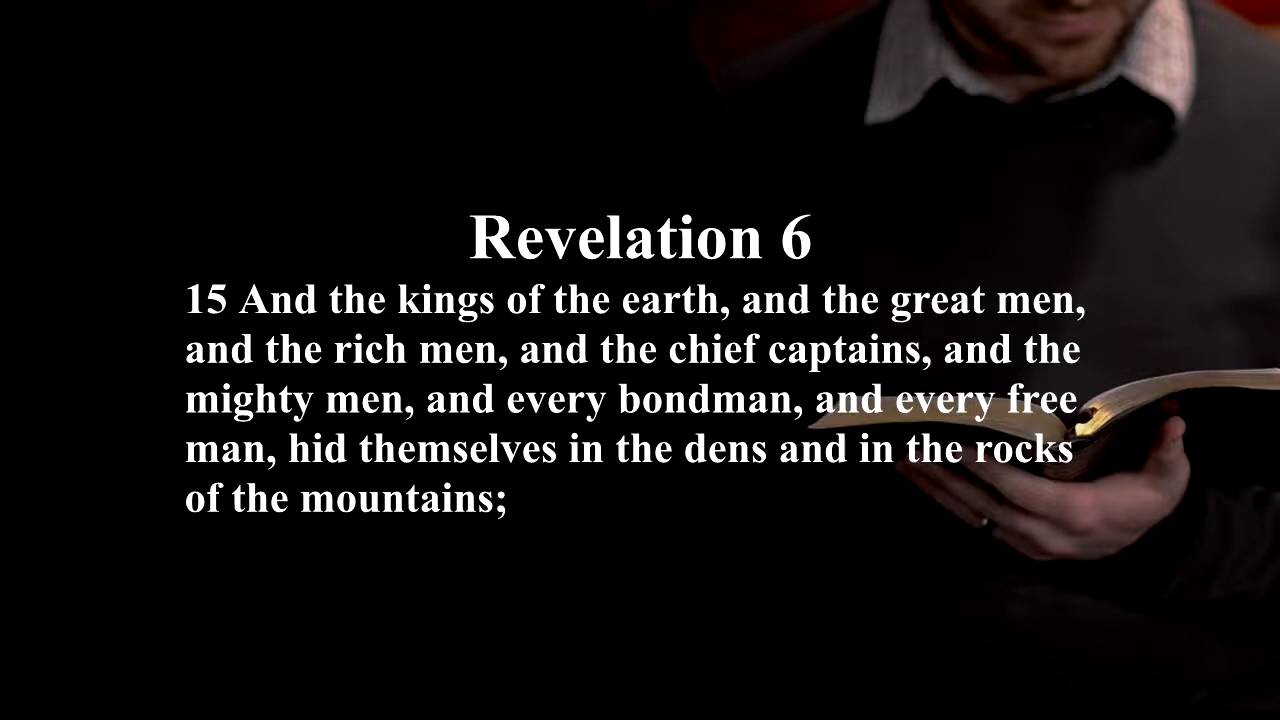 Revelation 6
15 And the kings of the earth, and the great men,
and the rich men, and the chief captains, and the
mighty men, and every bondman, and every free
man, hid themselves in the dens and in the rocks
of the mountains;